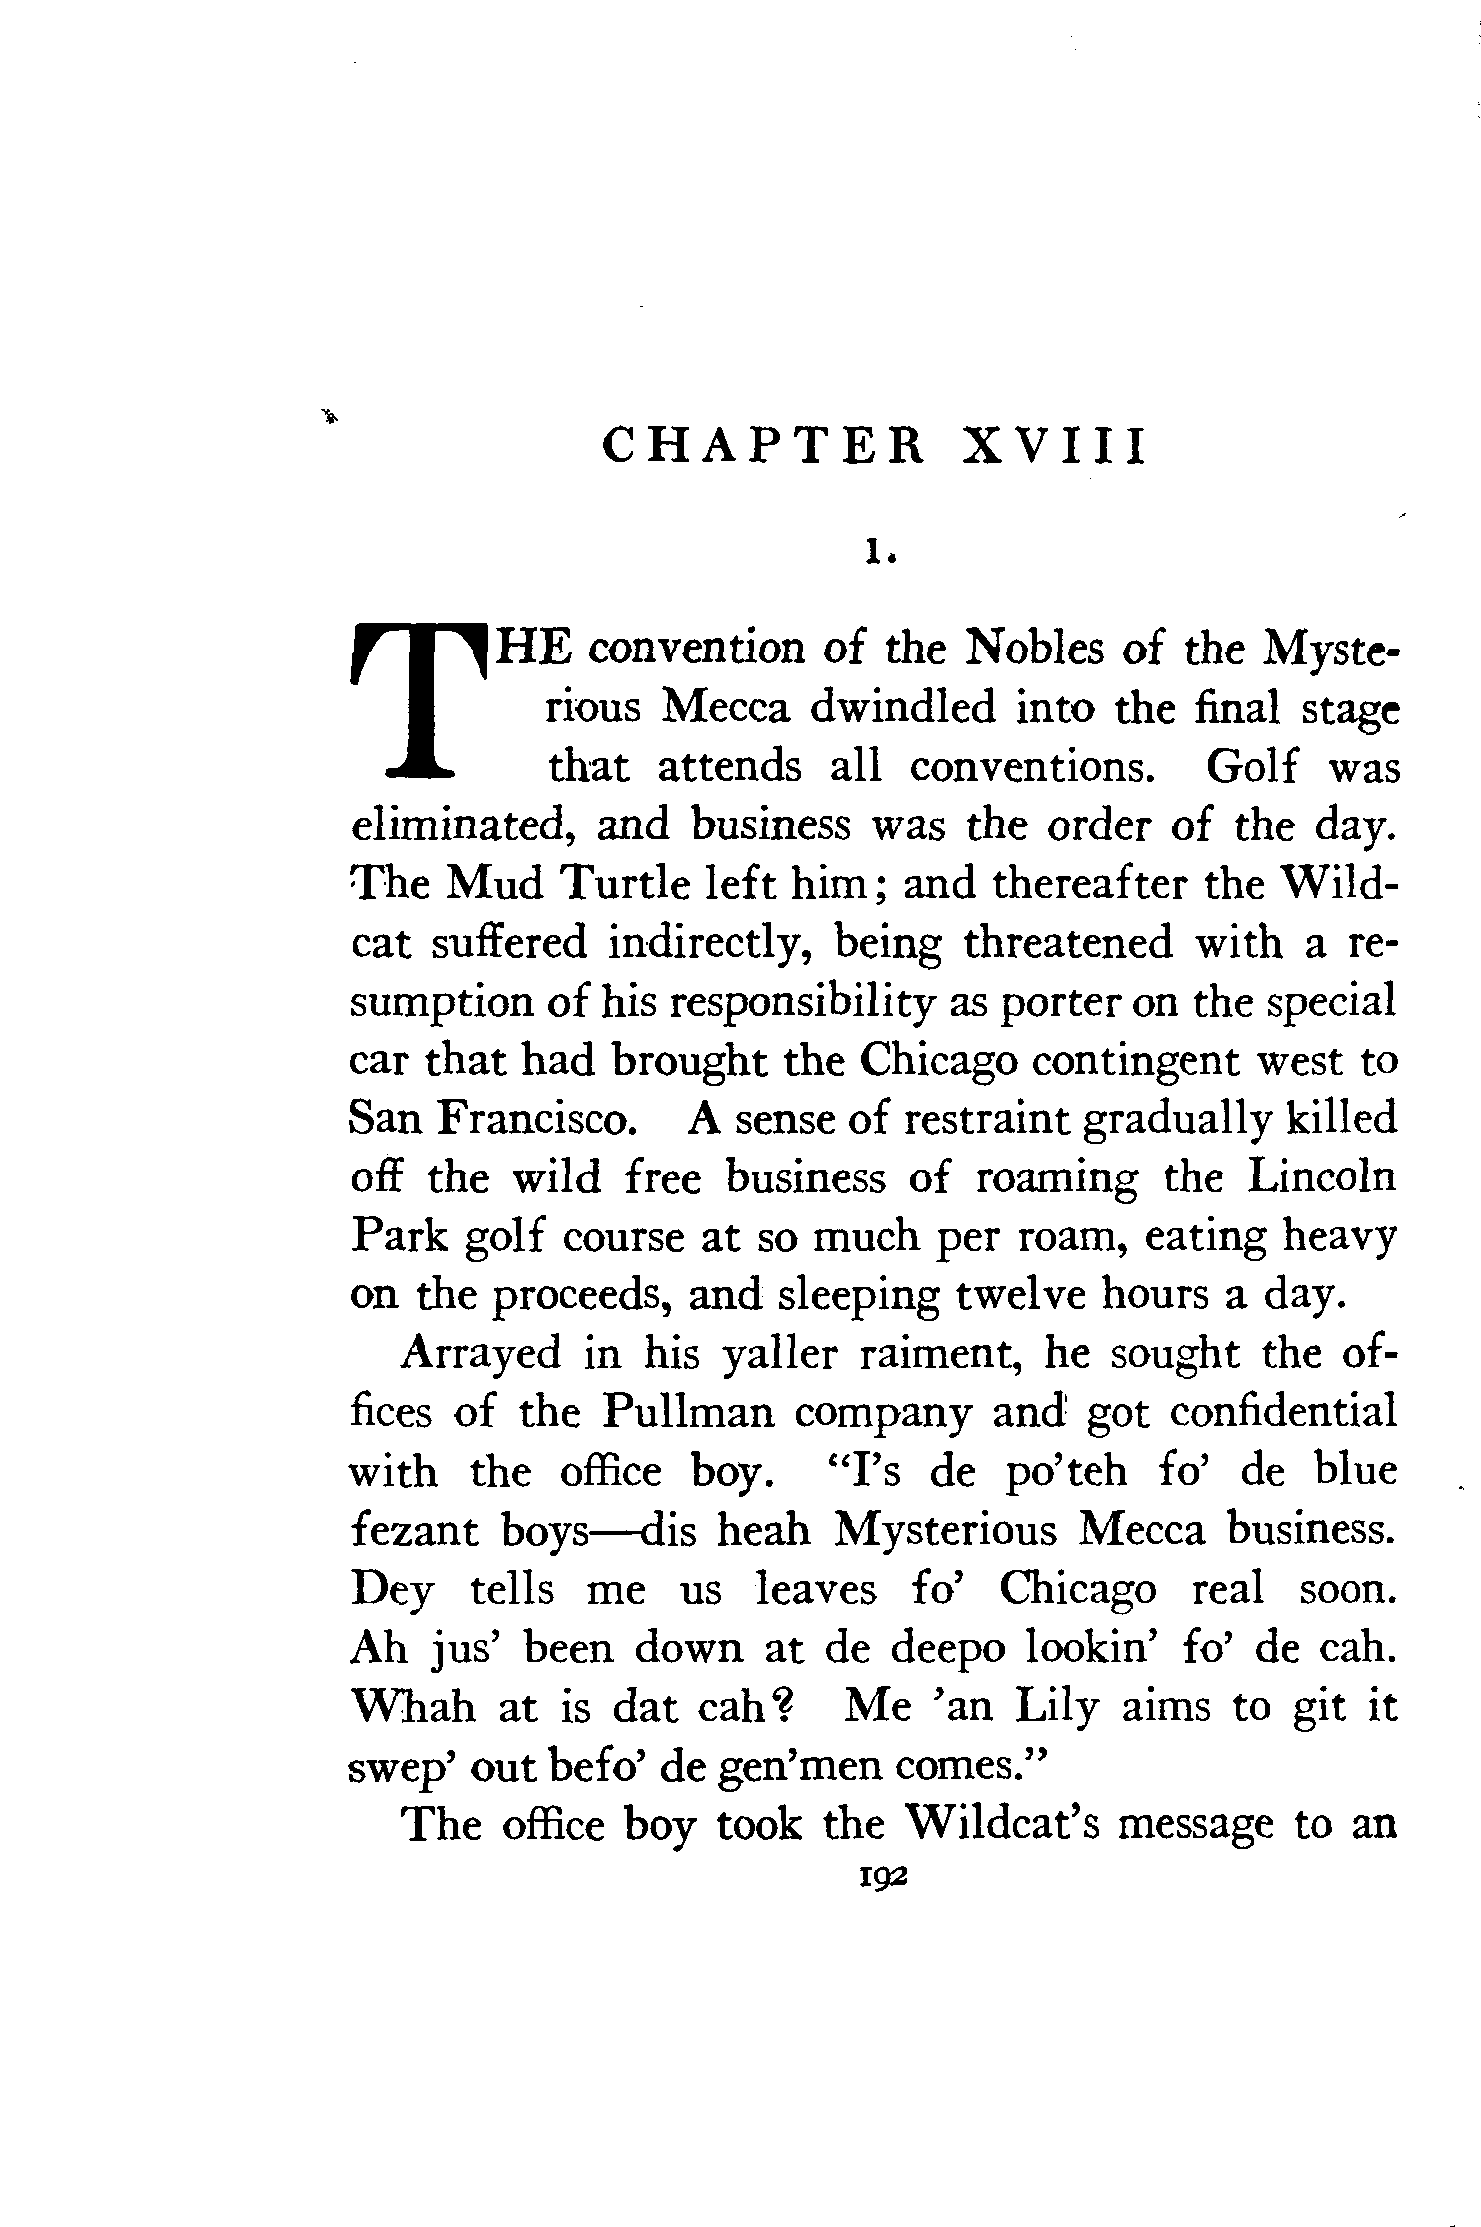 CHAPTER XVIII
1.
THE convention of the Nobles of the Myste-
rious Mecca dwindled into the final stage
that attends all conventions. Golf was
eliminated, and business was the order of the day.
The Mud Turtle left him; and thereafter the Wild-
cat suffered indirectly, being threatened with a re-
sumption of his responsibility as porter on the special
car that had brought the Chicago contingent west to
San Francisco. A sense of restraint gradually killed
off the wild free business of roaming the Lincoln
Park golf course at so much per roam, eating heavy
on the proceeds, and sleeping twelve hours a day.
Arrayed in his yaller raiment, he sought the of-
fices of the Pullman company and got confidential
with the office boy. “I’s de po’teh fo’ de blue
fezant boys—dis heah Mysterious Mecca business.
Dey tells me us leaves fo’ Chicago real soon.
Ah jus’ been down at de deepo lookin’ fo’ de cah.
Whah at is dat cah? Me ’an Lily aims to git it
swep’ out befo’ de gen’men comes.”
The office boy took the Wildcat’s message to an
192